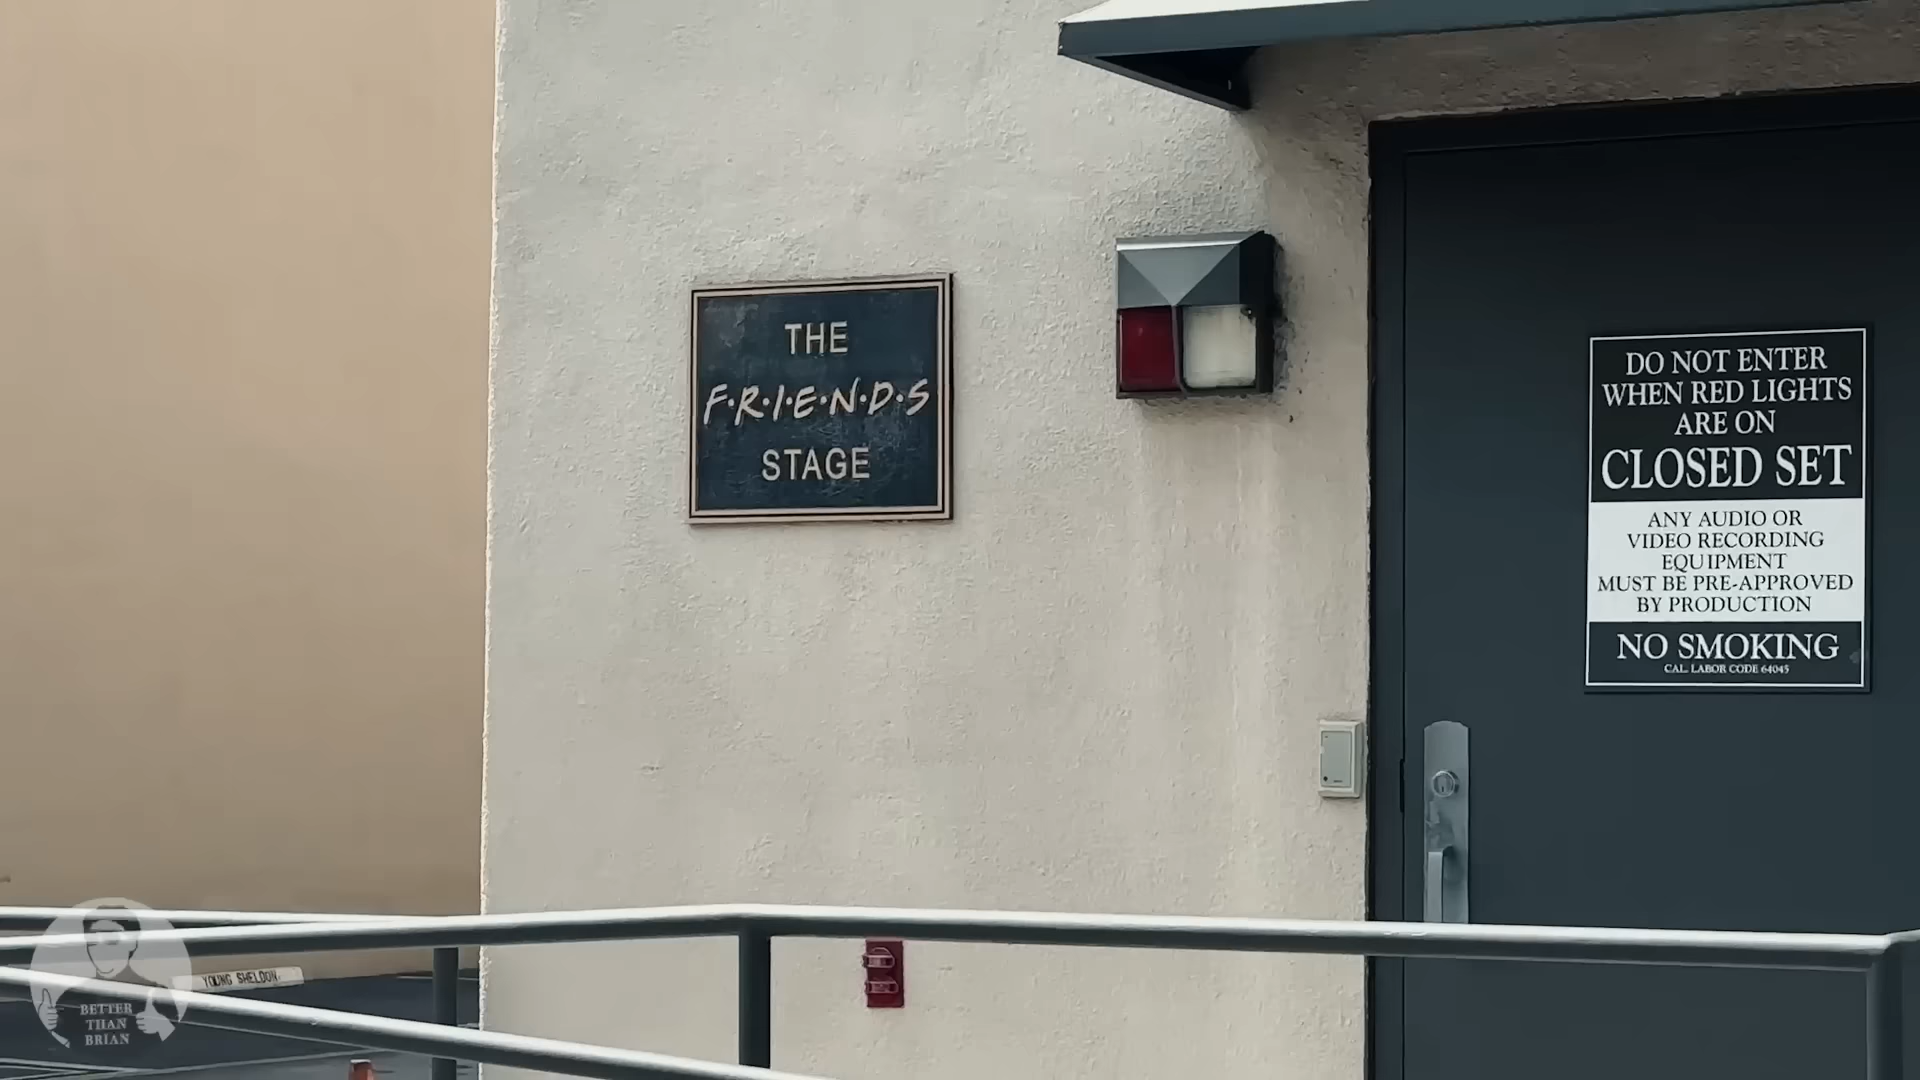 THE
F·R·I·E·N·D·S
STAGE
DO NOT ENTER
WHEN RED LIGHTS
ARE ON
CLOSED SET
ANY AUDIO OR
VIDEO RECORDING
EQUIPMENT
MUST BE PRE-APPROVED
BY PRODUCTION
NO SMOKING
CAL. LABOR CODE 64045
YOUNG SHELDON
BETTER
THAN
BRIAN